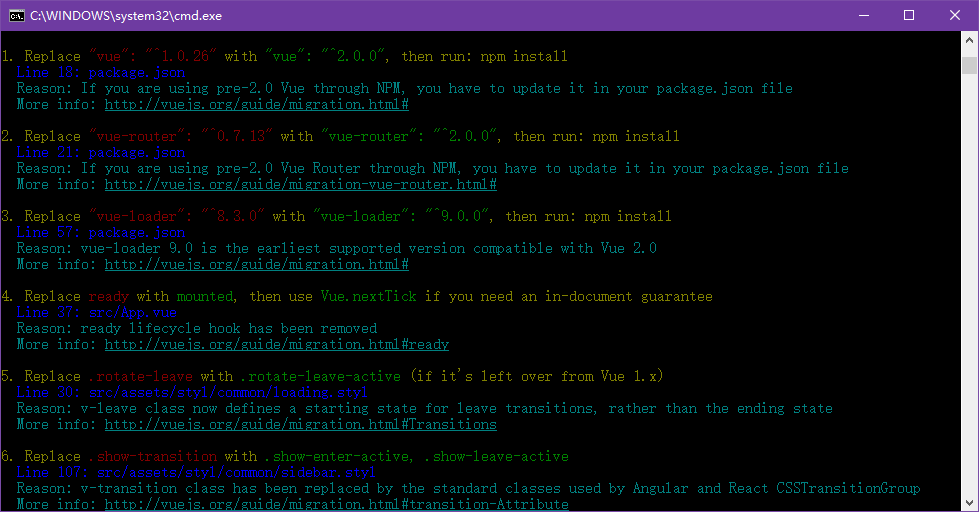 C:\WINDOWS\system32\cmd.exe
1. Replace "vue": "^1.0.26" with "vue": "^2.0.0", then run: npm install
Line 13: package.json
Reason: If you are using pre-2.0 Vue through NPM, you have to update it in your package.json file
More info: http://vuejs.org/guide/migration.html#
2. Replace "vue-router": "^0.7.13" with "vue-router": "^2.0.0", then run: npm install
Line 21: package.json
Reason: If you are using pre-2.0 Vue Router through NPM, you have to update it in your package.json file
More info: http://vuejs.org/guide/migration-vue-router.html#
3. Replace "vue-loader": "^8.3.0" with "vue-loader": "^9.0.0", then run: npm install
Line 57: package.json
Reason: vue-loader 9.0 is the earliest supported version compatible with Vue 2.0
More info: http://vuejs.org/guide/migration.html#
4. Replace ready with mounted, then use Vue.nextTick if you need an in-document guarantee
Line 37: src/App.vue
Reason: ready lifecycle hook has been removed
More info: http://vuejs.org/guide/migration.html#ready
5. Replace .rotate-leave with .rotate-leave-active (if it's left over from Vue 1.x)
Line 30: src/assets/styl/common/loading.styl
Reason: v-leave class now defines a starting state for leave transitions, rather than the ending state
More info: http://vuejs.org/guide/migration.html#Transitions
6. Replace .show-transition with .show-enter-active, .show-leave-active
Line 107: src/assets/styl/common/sidebar.styl
Reason: v-transition class has been replaced by the standard classes used by Angular and React CSSTransitionGroup
More info: http://vuejs.org/guide/migration.html#transition-Attribute